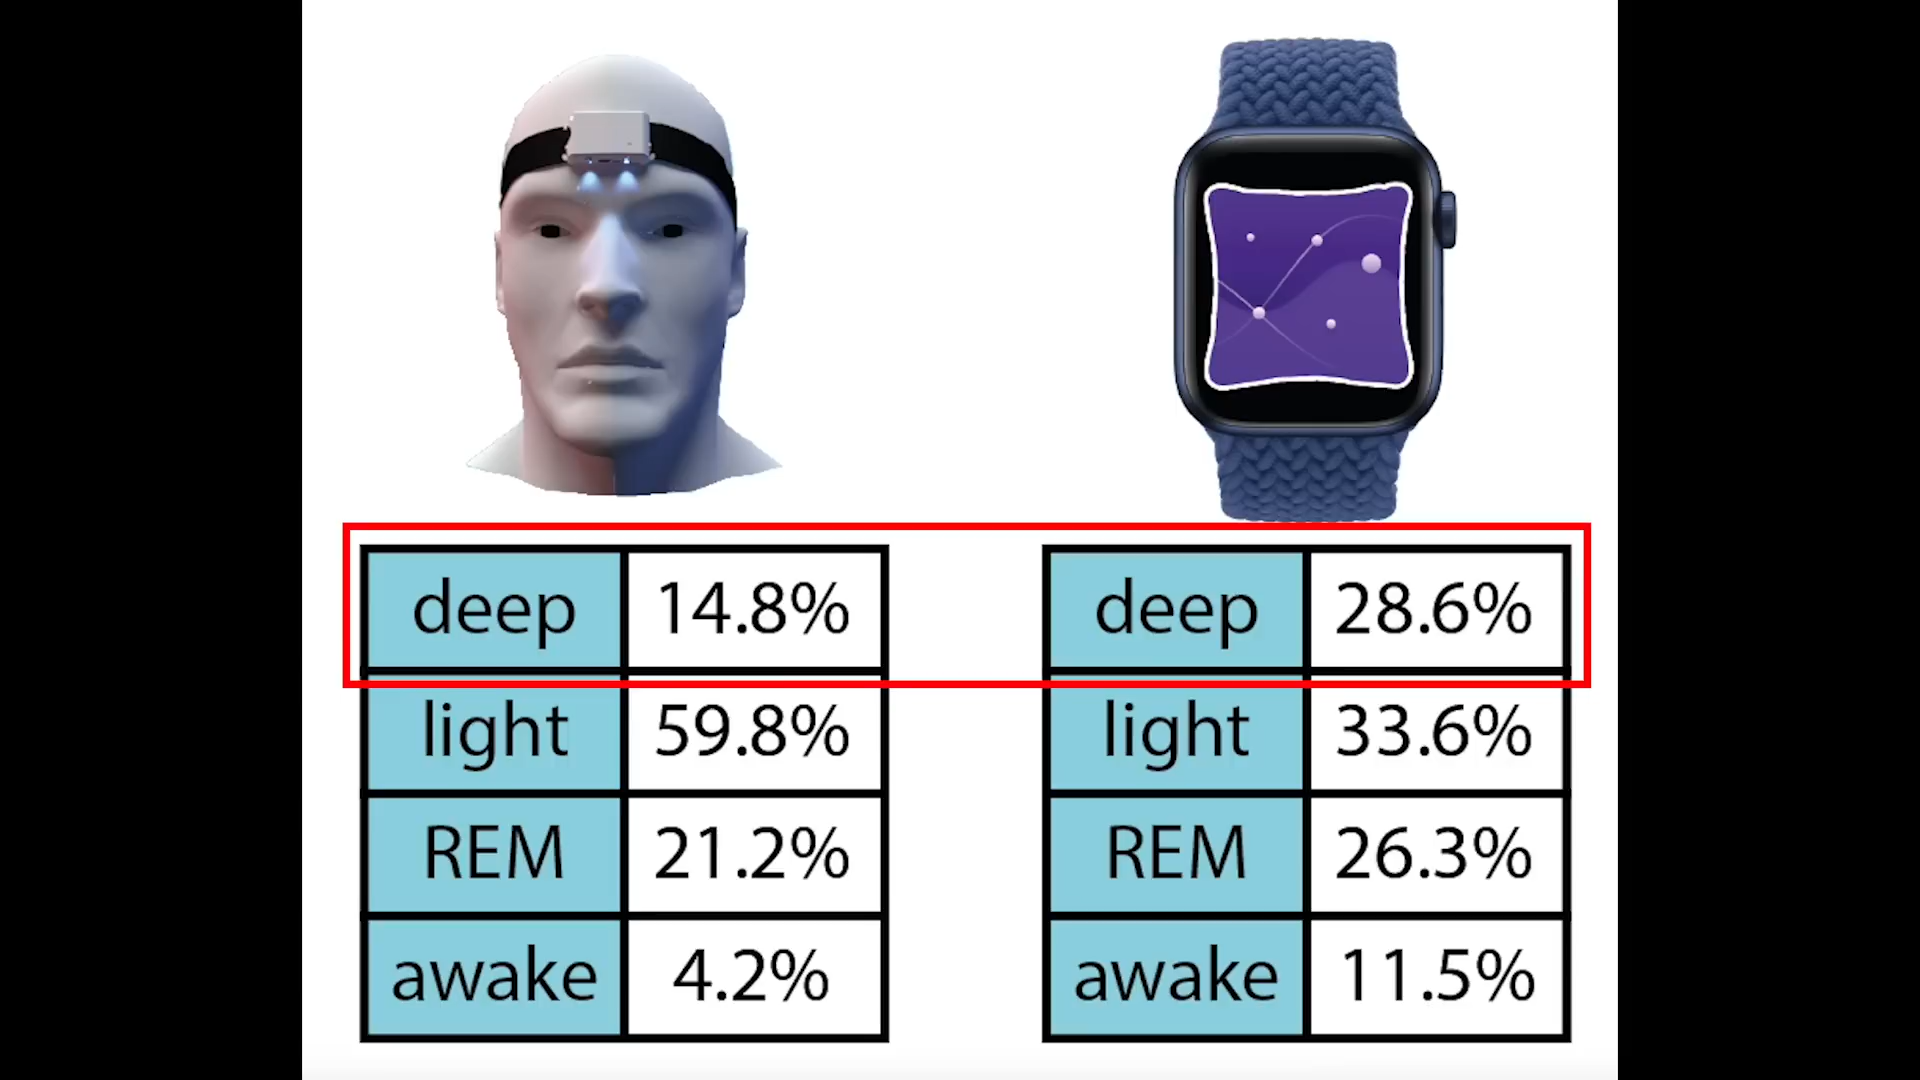 deep 14.8%
light 59.8%
REM 21.2%
awake 4.2%
deep 28.6%
light 33.6%
REM 26.3%
awake 11.5%